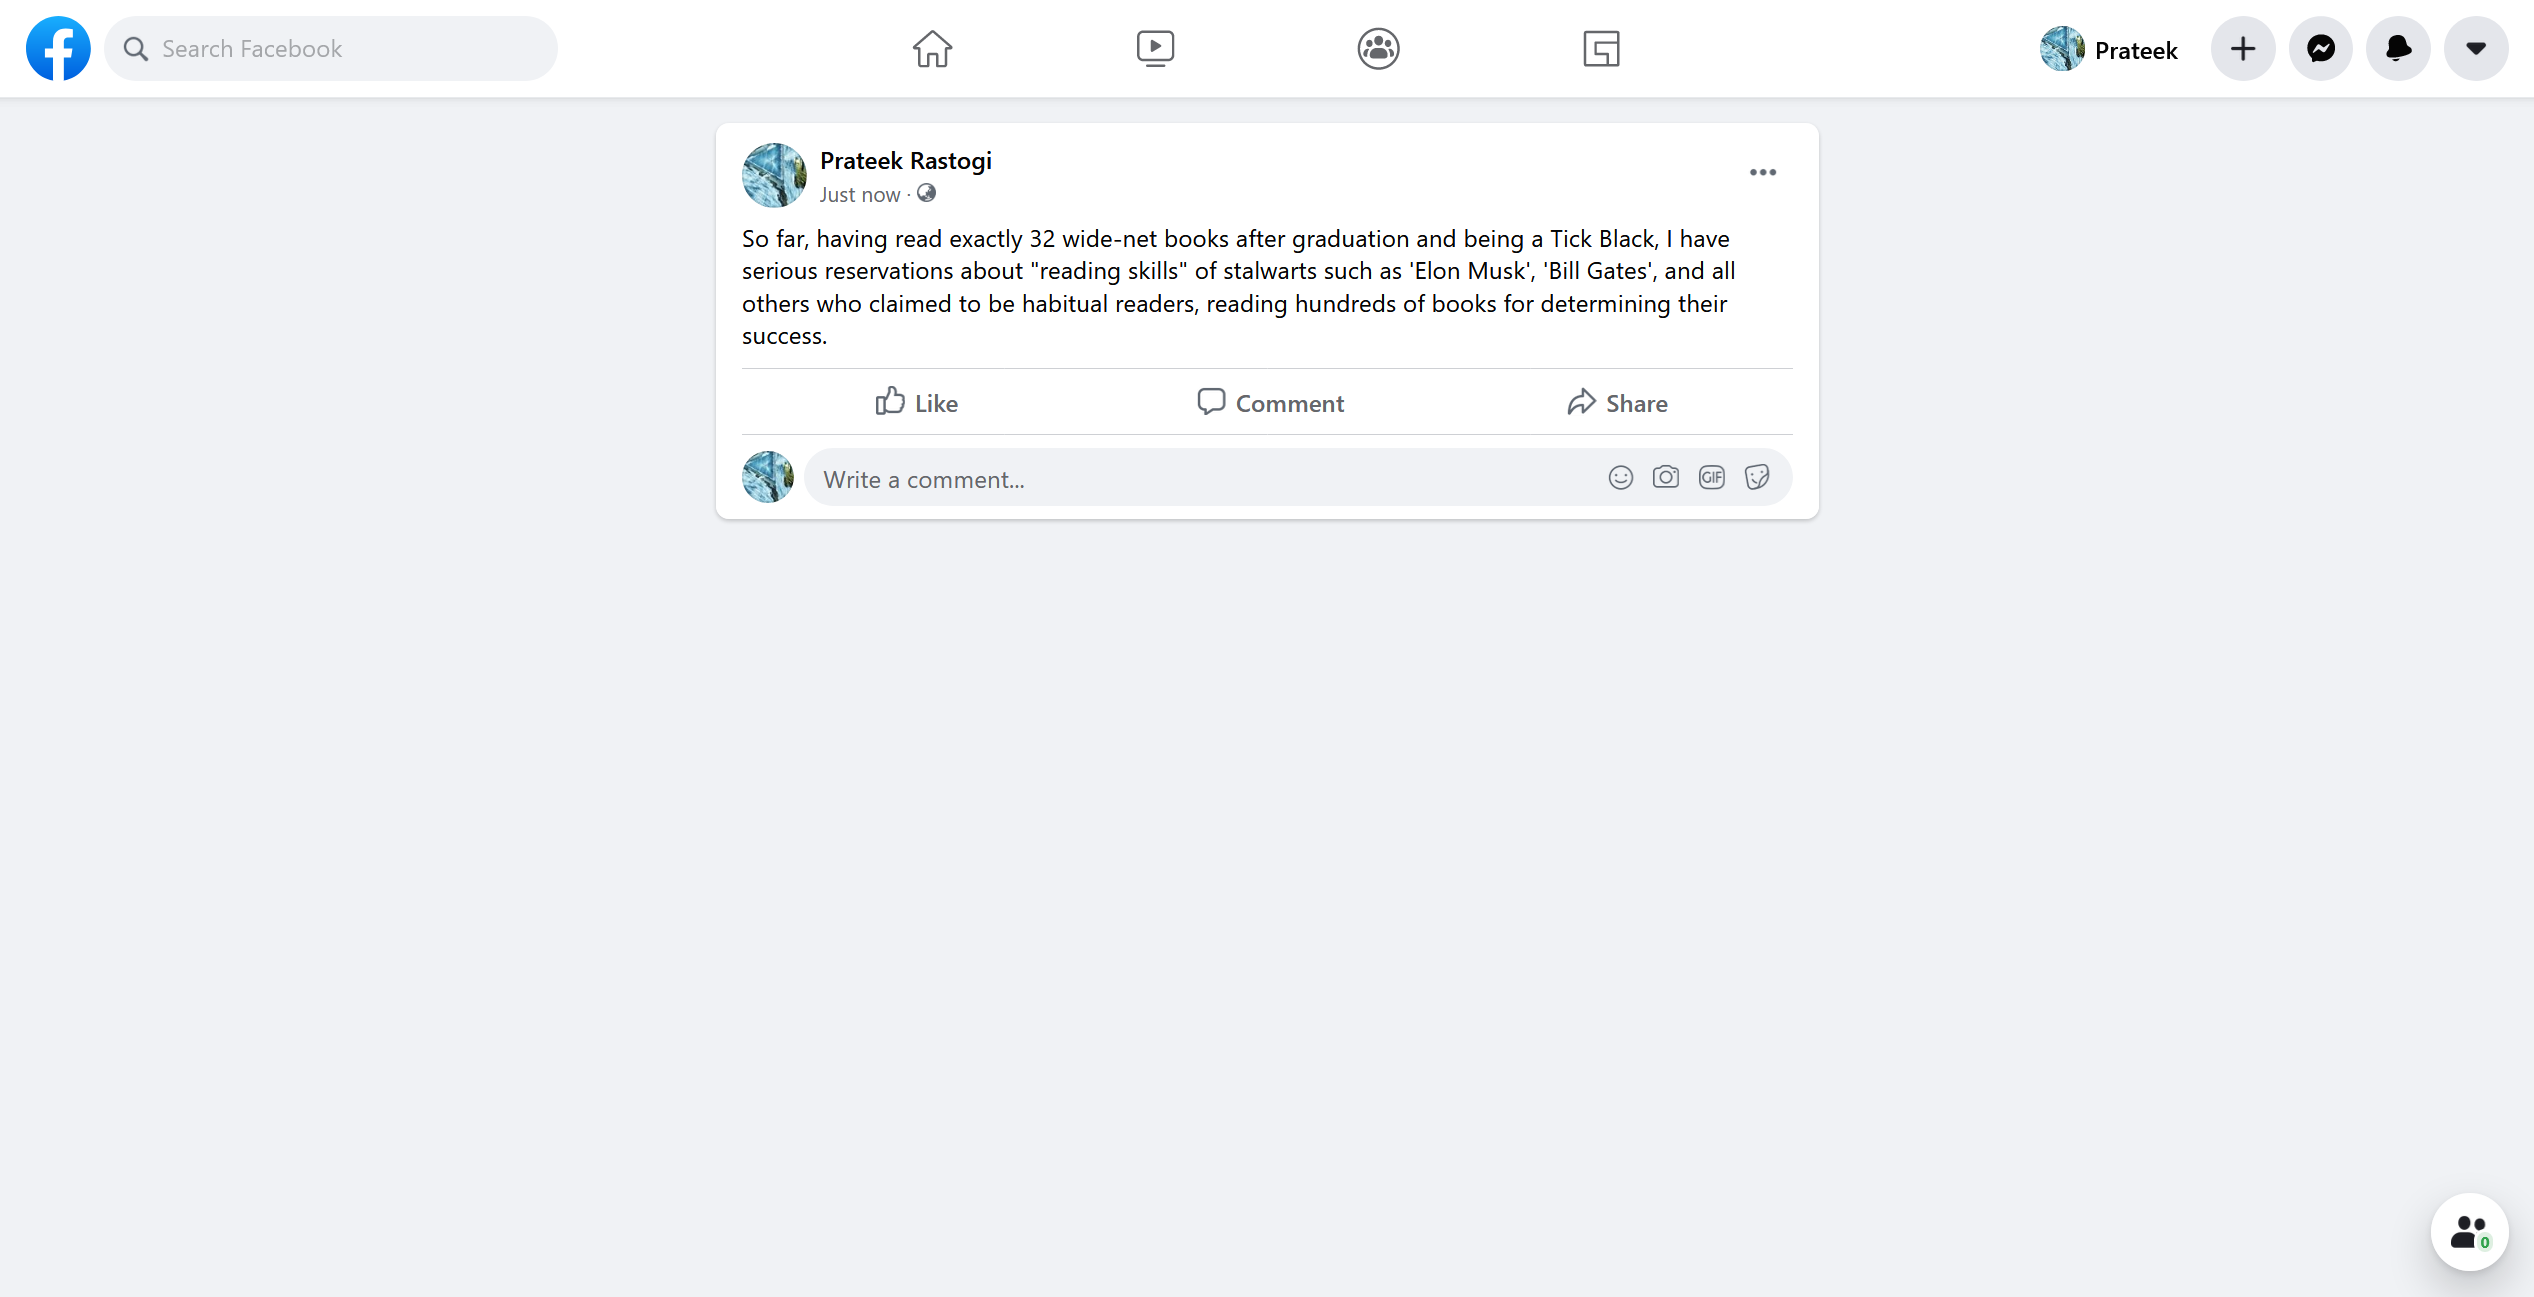 Search Facebook
Prateek
Prateek Rastogi
Just now ·
So far, having read exactly 32 wide-net books after graduation and being a Tick Black, I have
serious reservations about "reading skills" of stalwarts such as 'Elon Musk', 'Bill Gates', and all
others who claimed to be habitual readers, reading hundreds of books for determining their
success.
Like
Comment
Share
Write a comment...
GIF
0